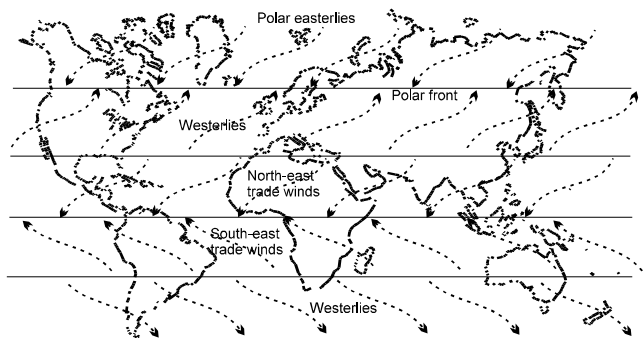 Polar easterlies
Polar front
Westerlies
North-east
trade winds
South-east
trade winds
Westerlies